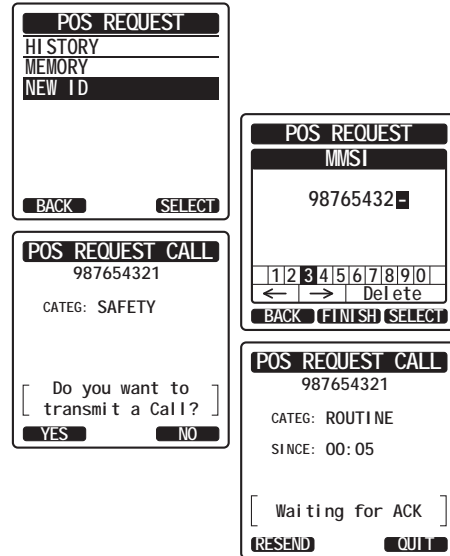 POS REQUEST
HISTORY
MEMORY
NEW ID
BACK SELECT
POS REQUEST
MMSI
98765432-
1 2 3 4 5 6 7 8 9 0
← → Delete
BACK FINISH SELECT
POS REQUEST CALL
987654321
CATEG: SAFETY
[ Do you want to
transmit a Call? ]
YES NO
POS REQUEST CALL
987654321
CATEG: ROUTINE
SINCE: 00:05
[ Waiting for ACK ]
RESEND QUIT